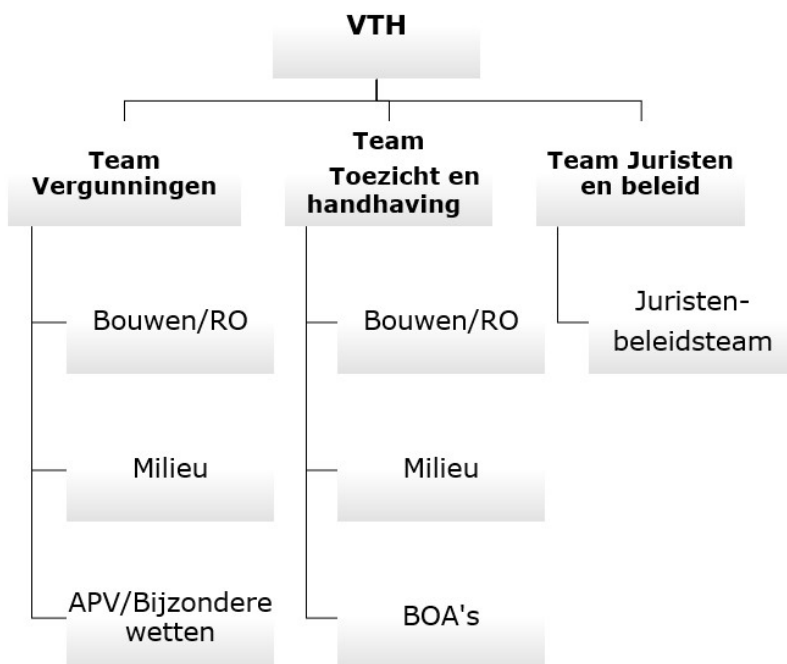 VTH
Team
Vergunningen
Team
Toezicht en
handhaving
Team Juristen
en beleid
Bouwen/RO
Milieu
APV/Bijzondere
wetten
Bouwen/RO
Milieu
BOA's
Juristen-
beleidsteam